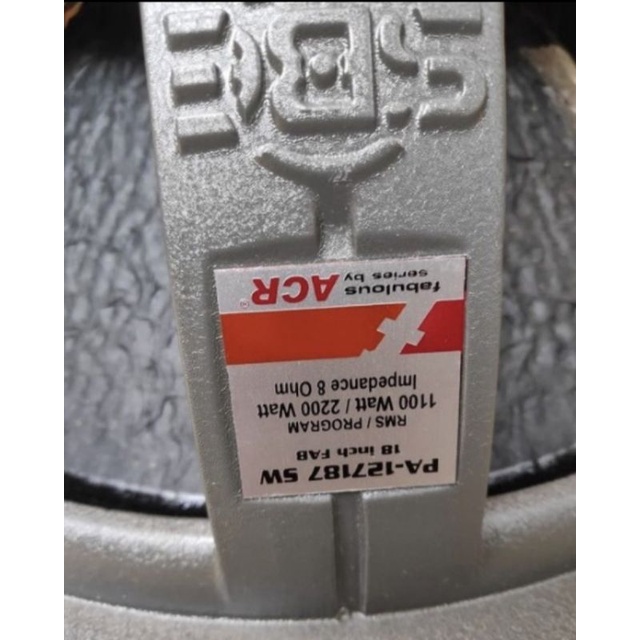 PA-127187 SW
18 inch FAB
RMS / PROGRAM
1100 Watt / 2200 Watt
Impedance 8 Ohm
fabulous
series by ACR